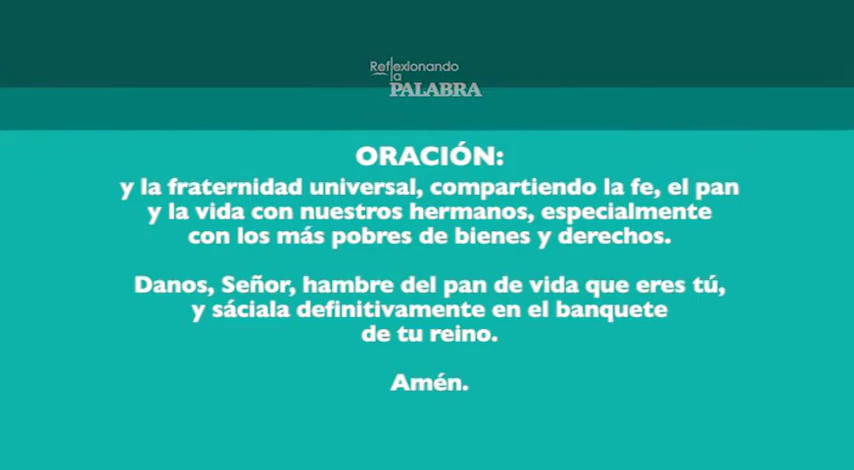 Reflexionando
la
PALABRA
ORACIÓN:
y la fraternidad universal, compartiendo la fe, el pan
y la vida con nuestros hermanos, especialmente
con los más pobres de bienes y derechos.
Danos, Señor, hambre del pan de vida que eres tú,
y sáciala definitivamente en el banquete
de tu reino.
Amén.